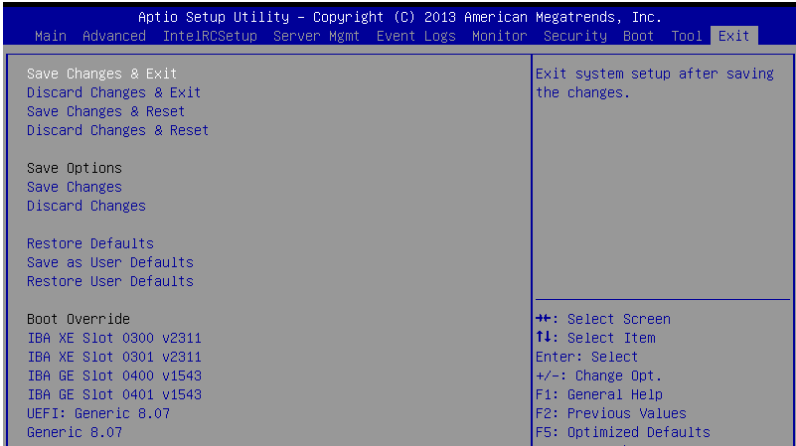 Aptio Setup Utility – Copyright (C) 2013 American Megatrends, Inc.
Main Advanced IntelRCSetup Server Mgmt Event Logs Monitor Security Boot Tool Exit
Save Changes & Exit
Discard Changes & Exit
Save Changes & Reset
Discard Changes & Reset
Save Options
Save Changes
Discard Changes
Restore Defaults
Save as User Defaults
Restore User Defaults
Boot Override
IBA XE Slot 0300 v2311
IBA XE Slot 0301 v2311
IBA GE Slot 0400 v1543
IBA GE Slot 0401 v1543
UEFI: Generic 8.07
Generic 8.07
Exit system setup after saving
the changes.
→←: Select Screen
↑↓: Select Item
Enter: Select
+/-: Change Opt.
F1: General Help
F2: Previous Values
F5: Optimized Defaults